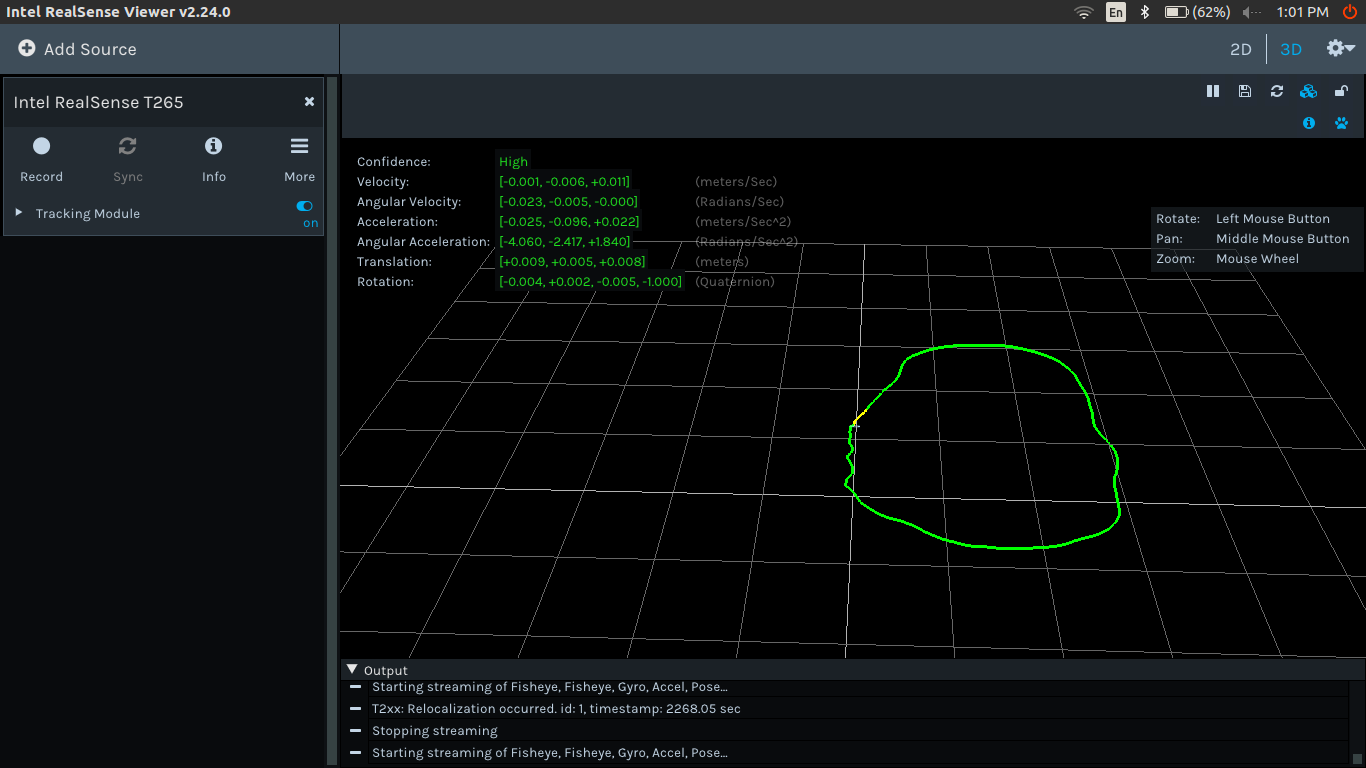 Intel RealSense Viewer v2.24.0
En
(62%)
1:01 PM
Add Source
2D
3D
Intel RealSense T265
Record
Sync
Info
More
Tracking Module
on
Confidence: High
Velocity: [-0.001, -0.006, +0.011] (meters/Sec)
Angular Velocity: [-0.023, -0.005, -0.000] (Radians/Sec)
Acceleration: [-0.025, -0.096, +0.022] (meters/Sec^2)
Angular Acceleration: [-4.060, -2.417, +1.840] (Radians/Sec^2)
Translation: [+0.009, +0.005, +0.008] (meters)
Rotation: [-0.004, +0.002, -0.005, -1.000] (Quaternion)
Rotate: Left Mouse Button
Pan: Middle Mouse Button
Zoom: Mouse Wheel
Output
Starting streaming of Fisheye, Fisheye, Gyro, Accel, Pose...
T2xx: Relocalization occurred. id: 1, timestamp: 2268.05 sec
Stopping streaming
Starting streaming of Fisheye, Fisheye, Gyro, Accel, Pose...